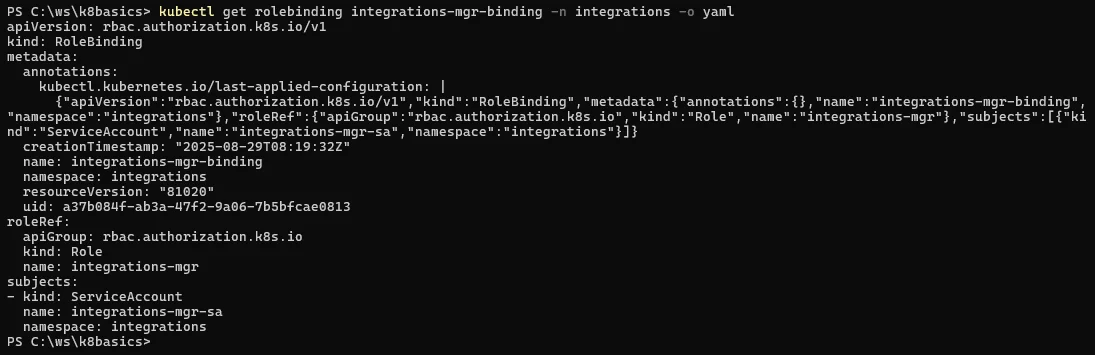 PS C:\ws\k8basics> kubectl get rolebinding integrations-mgr-binding -n integrations -o yaml
apiVersion: rbac.authorization.k8s.io/v1
kind: RoleBinding
metadata:
  annotations:
    kubectl.kubernetes.io/last-applied-configuration: |
      {"apiVersion":"rbac.authorization.k8s.io/v1","kind":"RoleBinding","metadata":{"annotations":{},"name":"integrations-mgr-binding",
"namespace":"integrations"},"roleRef":{"apiGroup":"rbac.authorization.k8s.io","kind":"Role","name":"integrations-mgr"},"subjects":[{"ki
nd":"ServiceAccount","name":"integrations-mgr-sa","namespace":"integrations"}]}
  creationTimestamp: "2025-08-29T08:19:32Z"
  name: integrations-mgr-binding
  namespace: integrations
  resourceVersion: "81020"
  uid: a37b084f-ab3a-47f2-9a06-7b5bfcae0813
roleRef:
  apiGroup: rbac.authorization.k8s.io
  kind: Role
  name: integrations-mgr
subjects:
- kind: ServiceAccount
  name: integrations-mgr-sa
  namespace: integrations
PS C:\ws\k8basics>